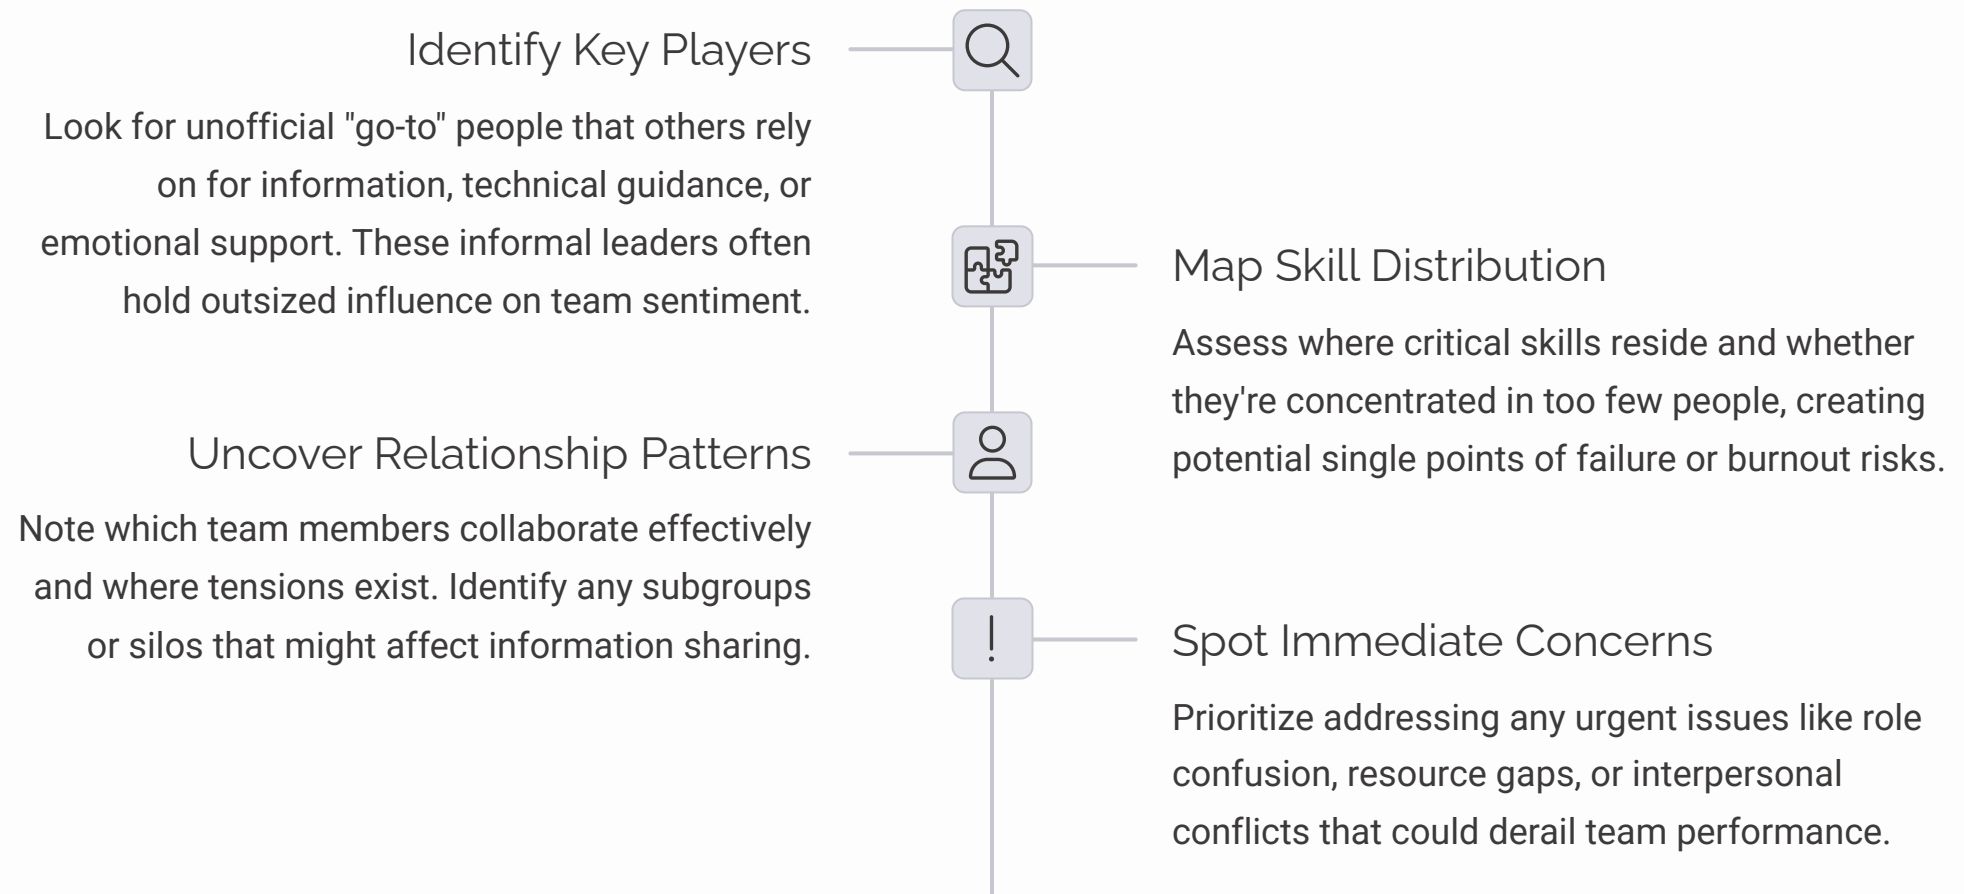 Identify Key Players
Look for unofficial "go-to" people that others rely
on for information, technical guidance, or
emotional support. These informal leaders often
hold outsized influence on team sentiment.
Map Skill Distribution
Assess where critical skills reside and whether
they're concentrated in too few people, creating
potential single points of failure or burnout risks.
Uncover Relationship Patterns
Note which team members collaborate effectively
and where tensions exist. Identify any subgroups
or silos that might affect information sharing.
Spot Immediate Concerns
Prioritize addressing any urgent issues like role
confusion, resource gaps, or interpersonal
conflicts that could derail team performance.